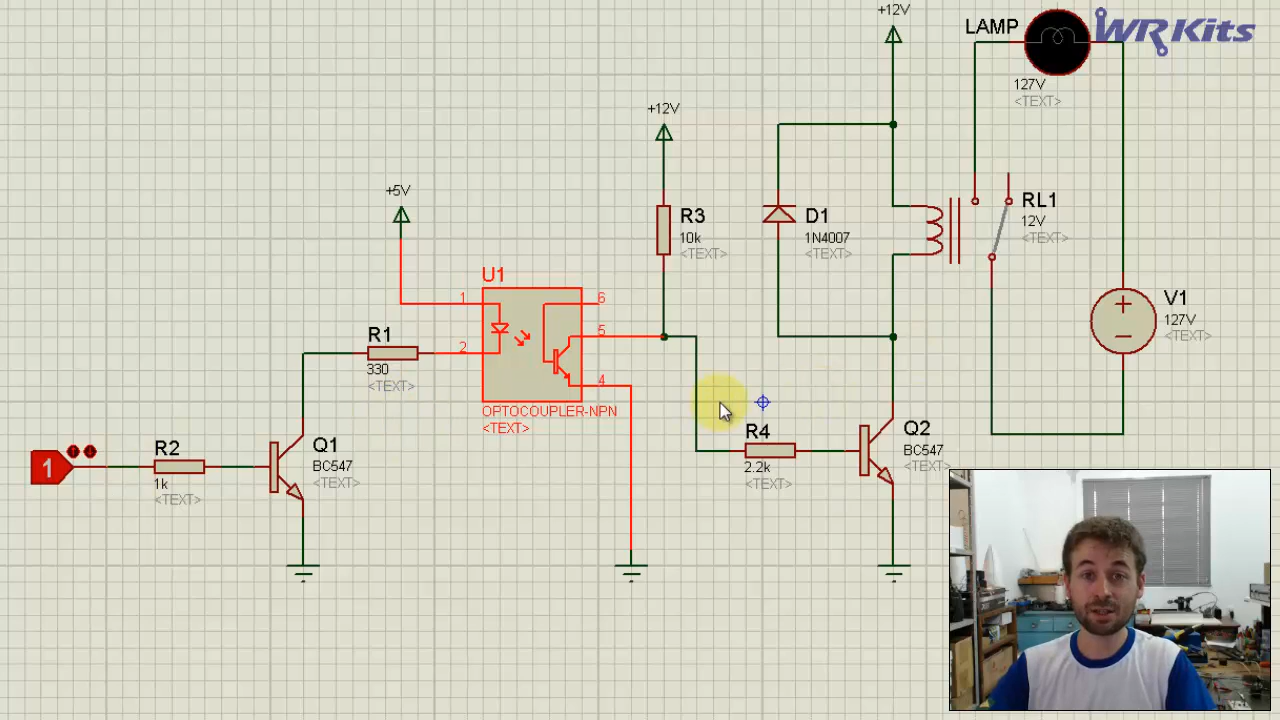 +12V
LAMP
WR Kits
127V
<TEXT>
+12V
+5V
R3
10k
<TEXT>
D1
1N4007
<TEXT>
RL1
12V
<TEXT>
U1
1
2
6
5
4
OPTOCOUPLER-NPN
<TEXT>
V1
127V
<TEXT>
R1
330
<TEXT>
1
R2
1k
<TEXT>
Q1
BC547
<TEXT>
R4
2.2k
<TEXT>
Q2
BC547
<TEXT>